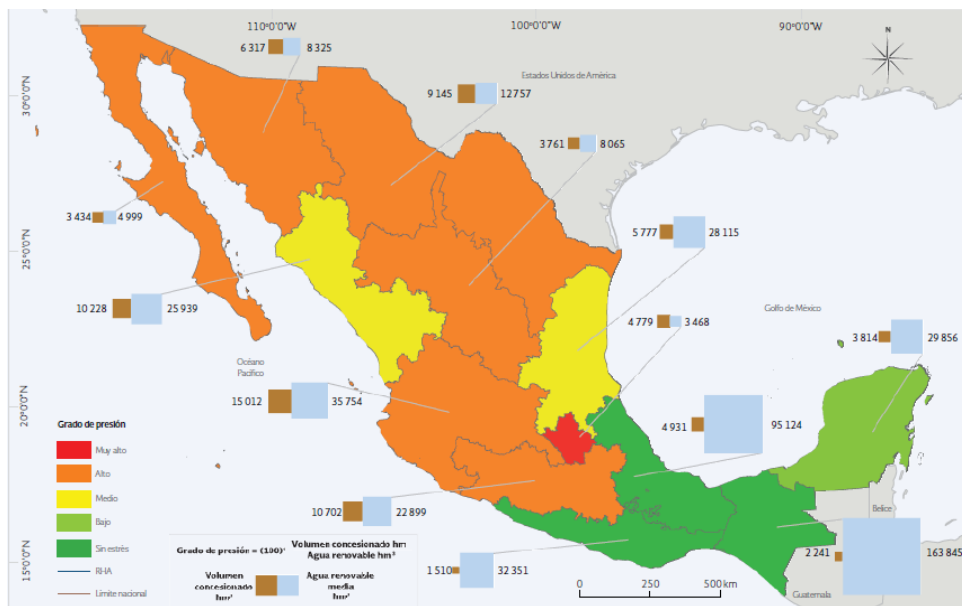 110°0'0"W
100°0'0"W
90°0'0"W
6 317
8 325
Estados Unidos de América
30°0'0"N
9 145
12 757
3 761
8 065
3 434
4 999
5 777
28 115
25°0'0"N
10 228
25 939
4 779
3 468
Golfo de México
3 814
29 856
Océano
Pacífico
15 012
35 754
20°0'0"N
4 931
95 124
Grado de presión
Muy alto
Alto
Medio
Bajo
Sin estrés
RHA
Límite nacional
10 702
22 899
Belice
Grado de presión = (100)*
Volumen concesionado hm³
Agua renovable hm³
Volumen
concesionado
hm³
Agua
renovable
media
hm³
1 510
32 351
2 241
163 845
15°0'0"N
0 250 500 km
Guatemala